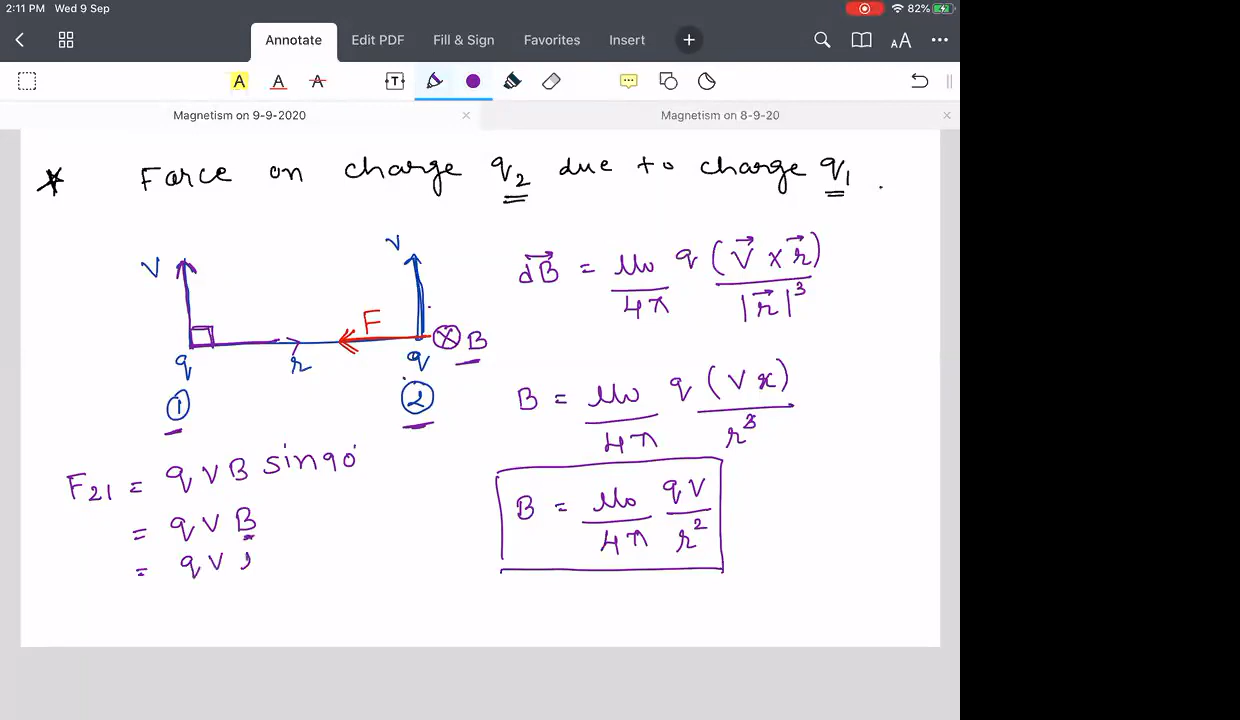 2:11 PM Wed 9 Sep 82%
Annotate Edit PDF Fill & Sign Favorites Insert
Magnetism on 9-9-2020 Magnetism on 8-9-20
* Force on charge q₂ due to charge q₁ .
V V
F
B
q r q
① ②
dB⃗ = μ₀/4π q (V⃗ × r⃗)/|r⃗|³
B = μ₀/4π q (V r)/r³
B = μ₀/4π qV/r²
F₂₁ = qVB sin90°
= qVB
= qV